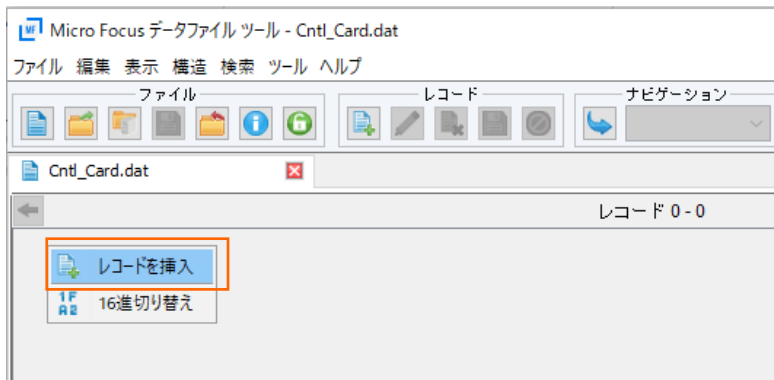 MF Micro Focus データファイル ツール - Cntl_Card.dat
ファイル 編集 表示 構造 検索 ツール ヘルプ
ファイル レコード ナビゲーション
Cntl_Card.dat
レコード 0 - 0
レコードを挿入
1F
A2 16進切り替え